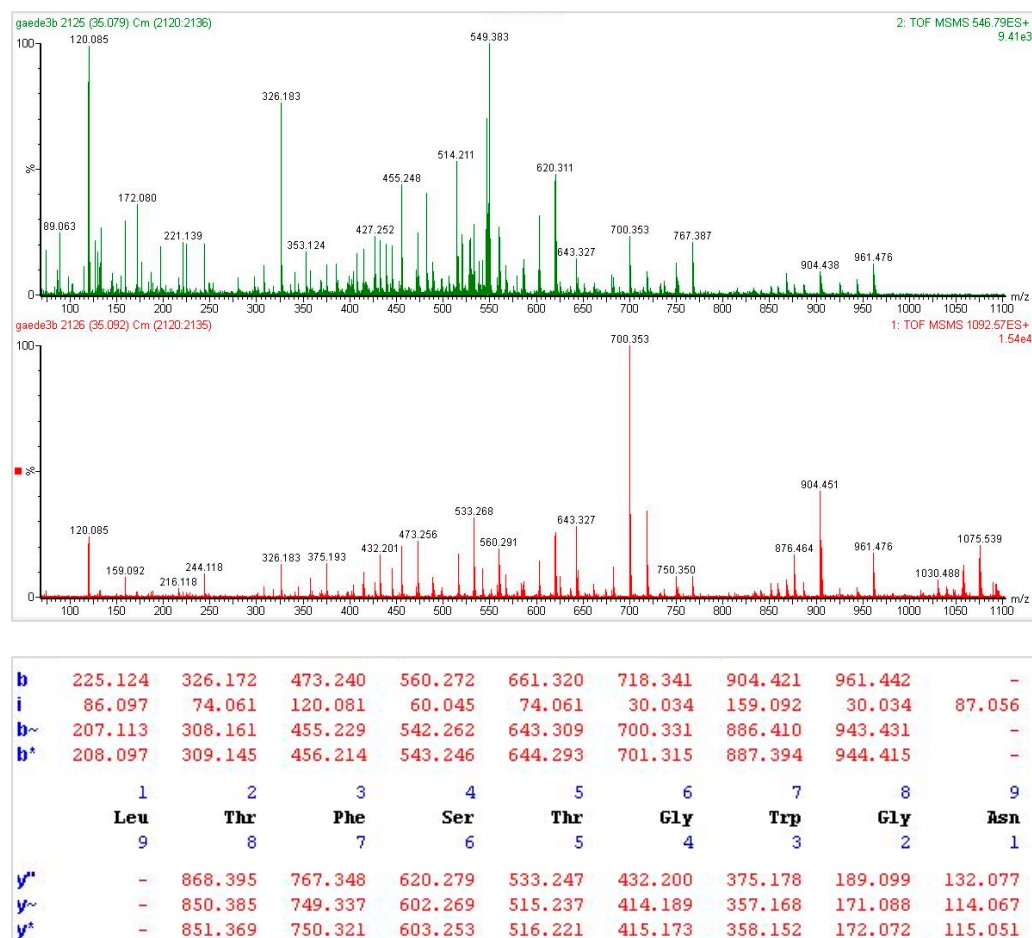 gaede3b 2125 (35.079) Cm (2120:2136)
2: TOF MSMS 546.79ES+
9.41e3
100
%
0
120.085
549.383
326.183
514.211
620.311
455.248
172.080
89.063
221.139
427.252
353.124
643.327
700.353
767.387
904.438
961.476
100 150 200 250 300 350 400 450 500 550 600 650 700 750 800 850 900 950 1000 1050 1100 m/z
gaede3b 2126 (35.092) Cm (2120:2135)
1: TOF MSMS 1092.57ES+
1.54e4
100
%
0
700.353
904.451
120.085
533.268
643.327
473.256
560.291
432.201
326.183
375.193
159.092
244.118
216.118
750.350
876.464
961.476
1030.488
1075.539
100 150 200 250 300 350 400 450 500 550 600 650 700 750 800 850 900 950 1000 1050 1100 m/z
b 225.124 326.172 473.240 560.272 661.320 718.341 904.421 961.442 -
i 86.097 74.061 120.081 60.045 74.061 30.034 159.092 30.034 87.056
b~ 207.113 308.161 455.229 542.262 643.309 700.331 886.410 943.431 -
b* 208.097 309.145 456.214 543.246 644.293 701.315 887.394 944.415 -
1 2 3 4 5 6 7 8 9
Leu Thr Phe Ser Thr Gly Trp Gly Asn
9 8 7 6 5 4 3 2 1
y" - 868.395 767.348 620.279 533.247 432.200 375.178 189.099 132.077
y~ - 850.385 749.337 602.269 515.237 414.189 357.168 171.088 114.067
y* - 851.369 750.321 603.253 516.221 415.173 358.152 172.072 115.051